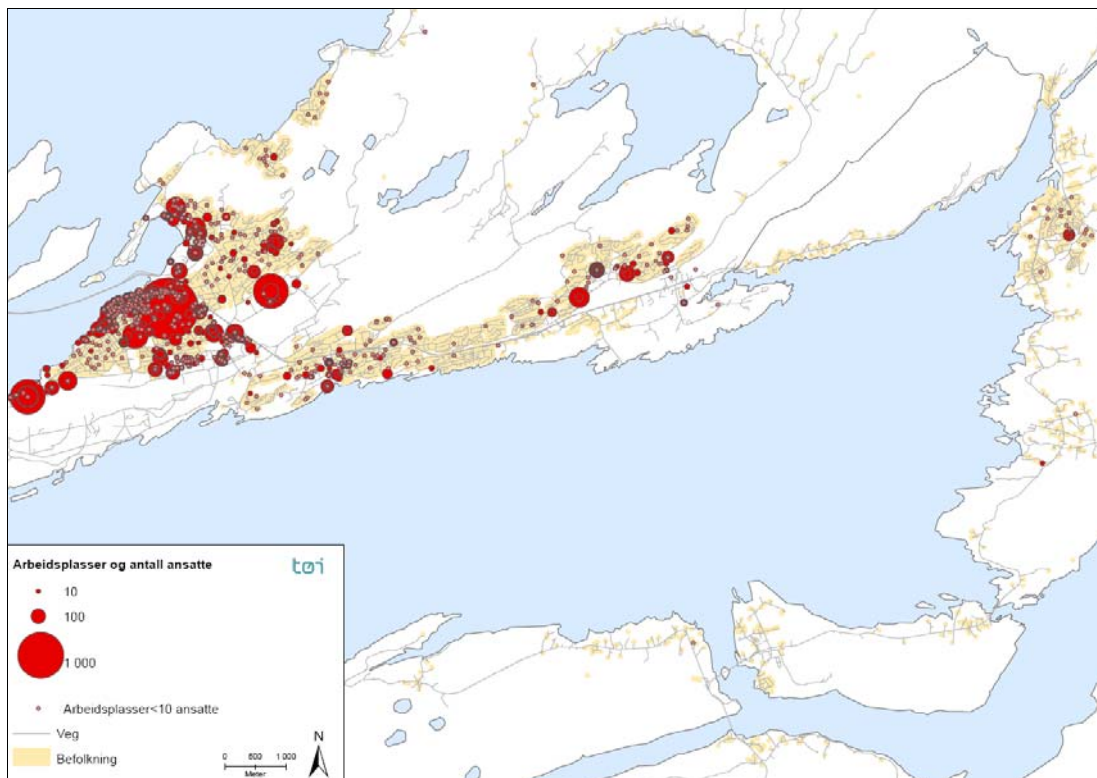 Arbeidsplasser og antall ansatte
tøi
10
100
1 000
Arbeidsplasser<10 ansatte
Veg
Befolkning
N
0 500 1 000
Meter